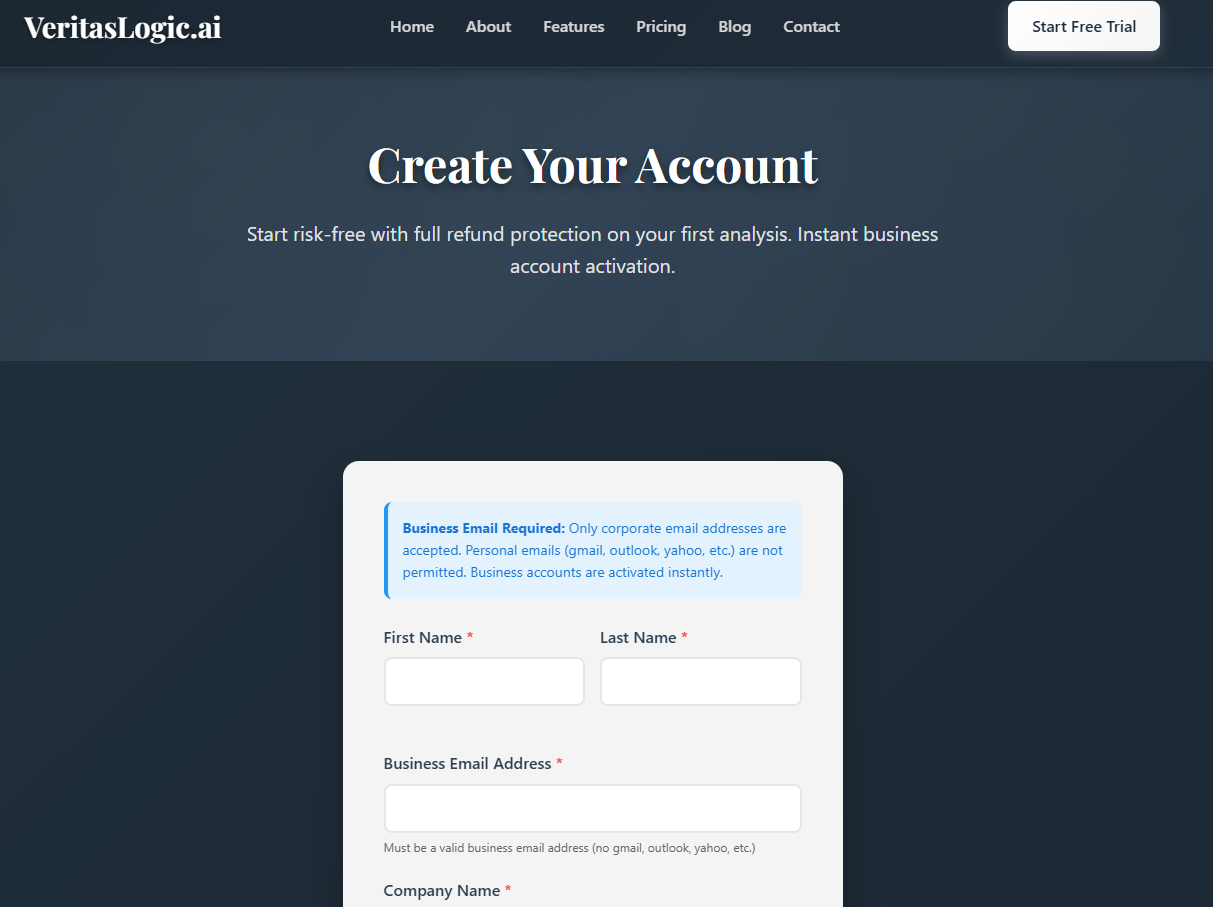 VeritasLogic.ai
Home About Features Pricing Blog Contact
Start Free Trial
Create Your Account
Start risk-free with full refund protection on your first analysis. Instant business
account activation.
Business Email Required: Only corporate email addresses are
accepted. Personal emails (gmail, outlook, yahoo, etc.) are not
permitted. Business accounts are activated instantly.
First Name *
Last Name *
Business Email Address *
Must be a valid business email address (no gmail, outlook, yahoo, etc.)
Company Name *